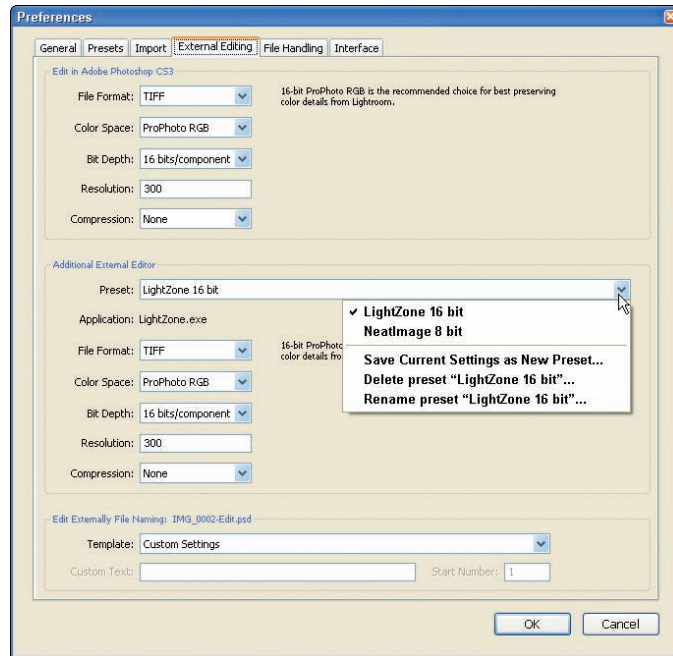 Preferences
General Presets Import External Editing File Handling Interface
Edit in Adobe Photoshop CS3
File Format: TIFF
16-bit ProPhoto RGB is the recommended choice for best preserving
color details from Lightroom.
Color Space: ProPhoto RGB
Bit Depth: 16 bits/component
Resolution: 300
Compression: None
Additional External Editor
Preset: LightZone 16 bit
LightZone 16 bit
NeatImage 8 bit
Save Current Settings as New Preset...
Delete preset “LightZone 16 bit”...
Rename preset “LightZone 16 bit”...
Application: LightZone.exe
File Format: TIFF
16-bit ProPhoto
color details fro
Color Space: ProPhoto RGB
Bit Depth: 16 bits/component
Resolution: 300
Compression: None
Edit Externally File Naming: IMG_0002-Edit.psd
Template: Custom Settings
Custom Text: Start Number: 1
OK Cancel